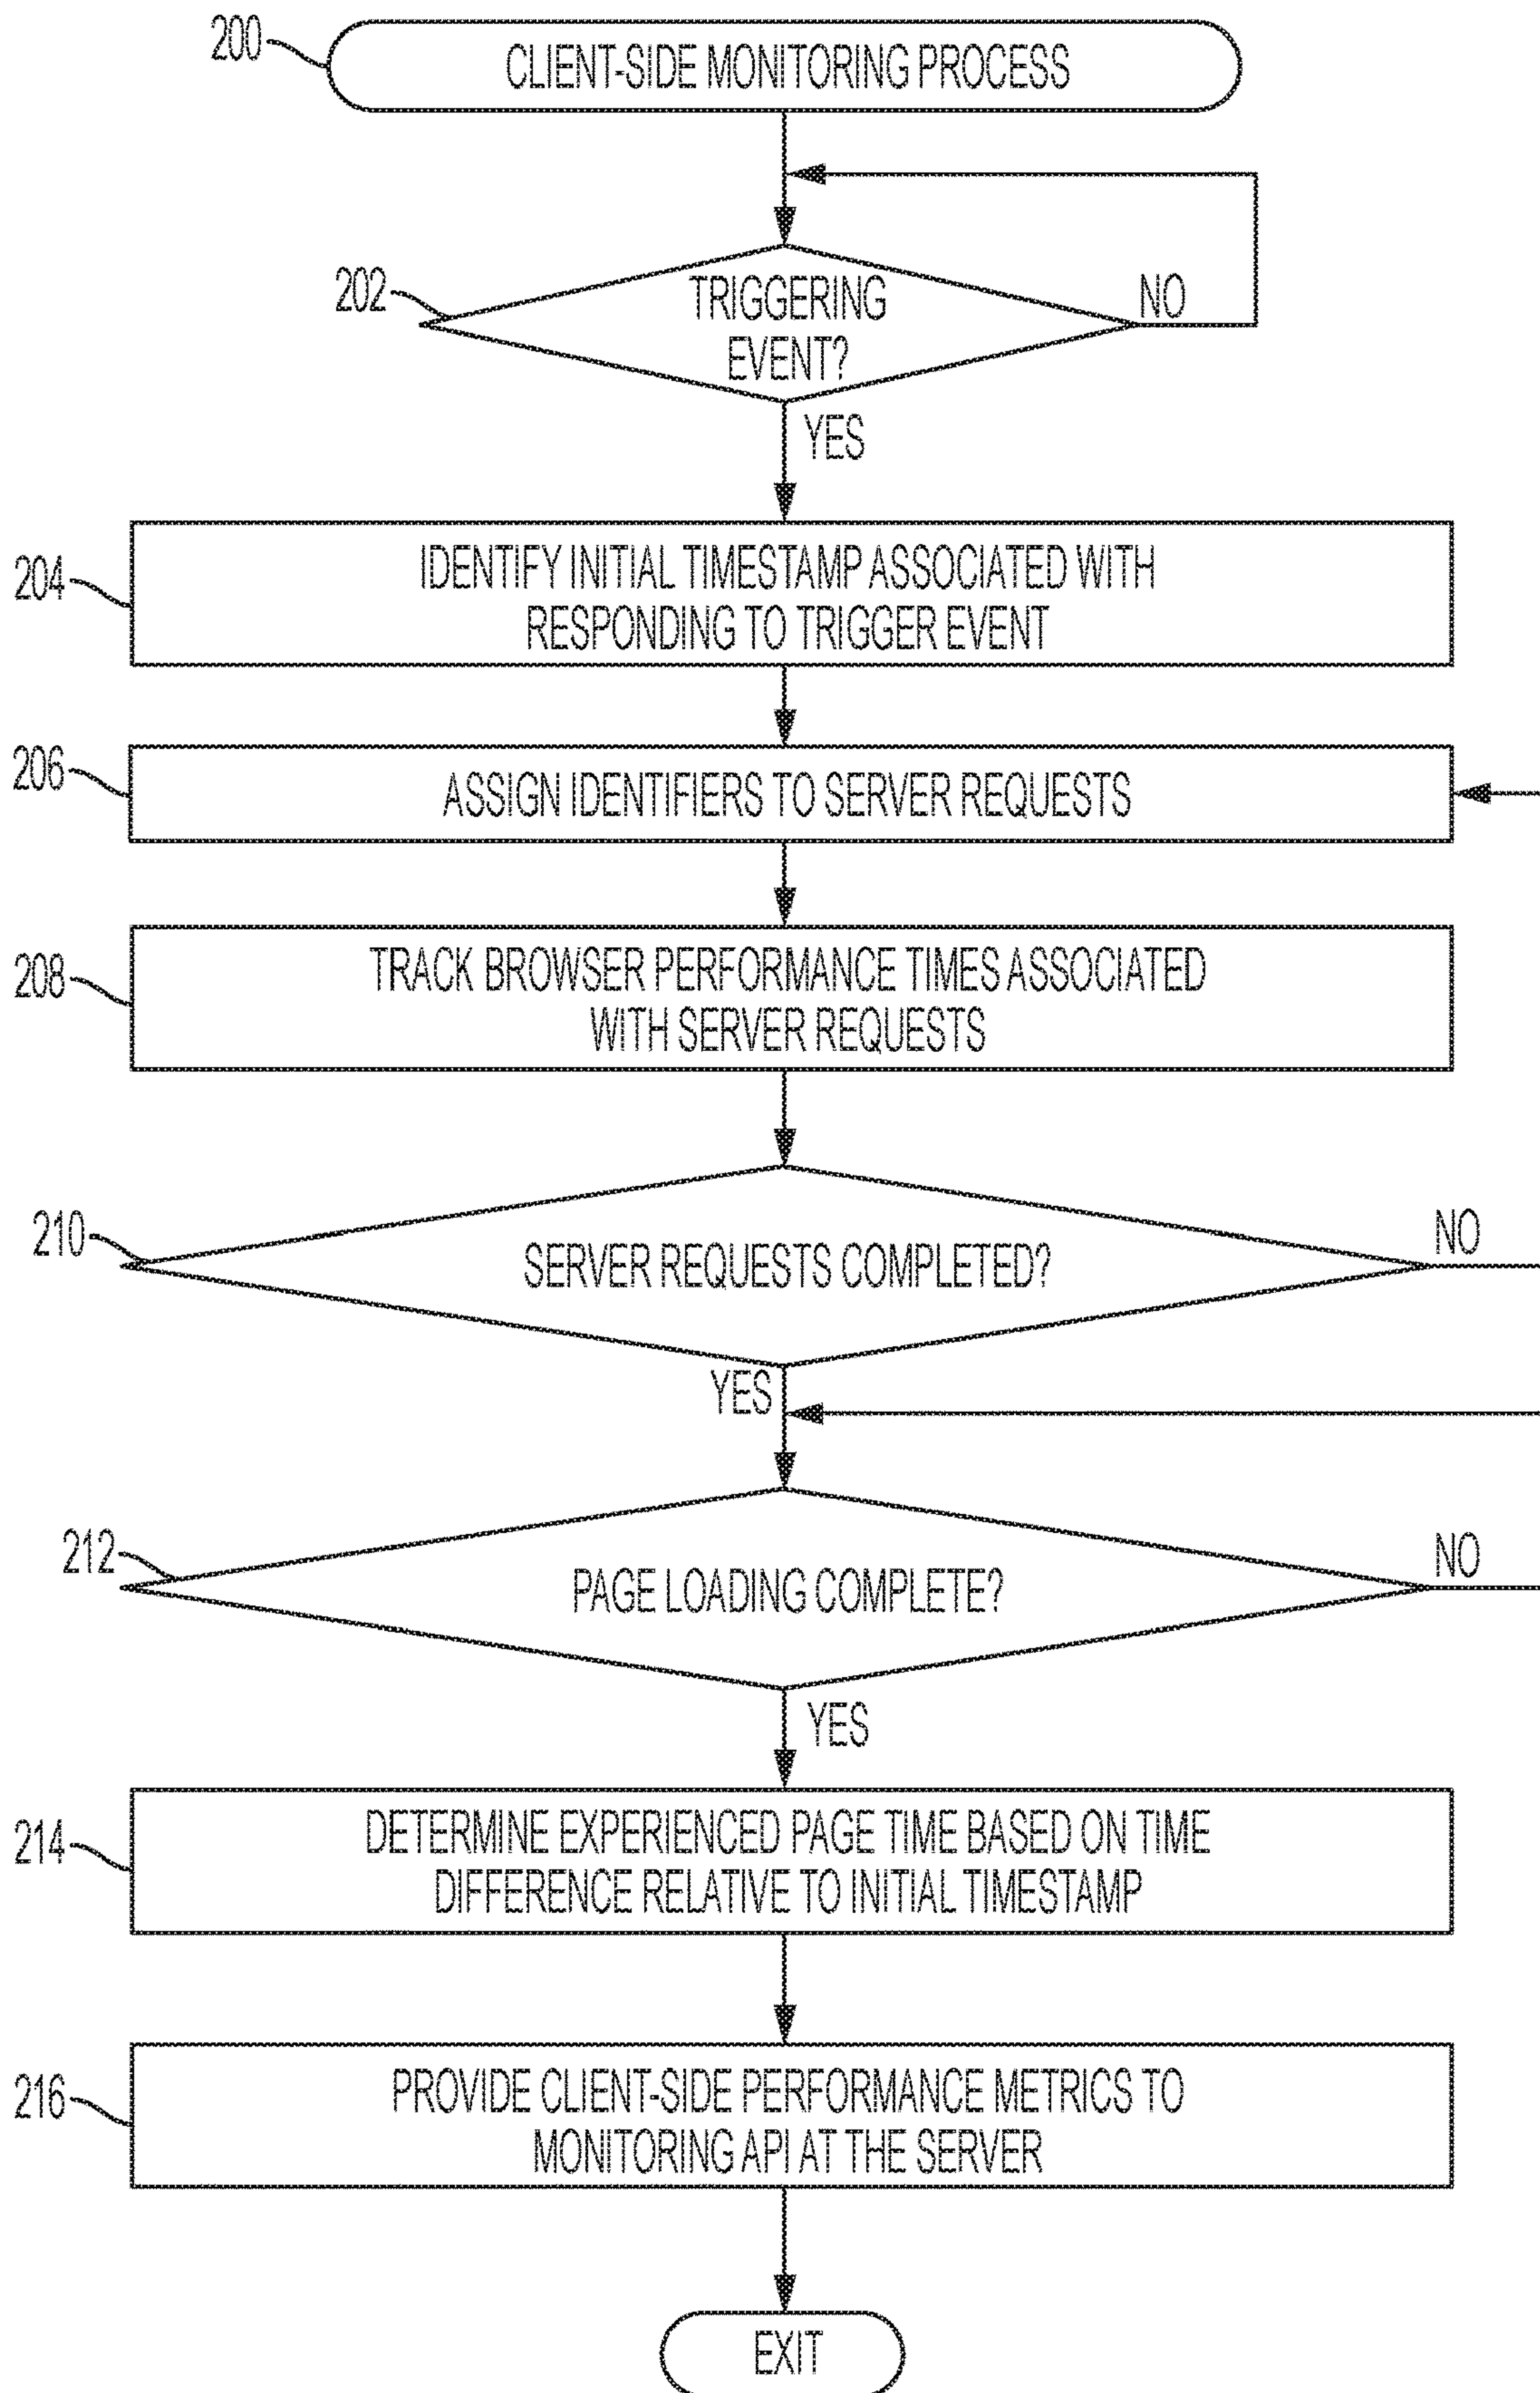 200
CLIENT-SIDE MONITORING PROCESS
202
TRIGGERING
EVENT?
NO
YES
204
IDENTIFY INITIAL TIMESTAMP ASSOCIATED WITH
RESPONDING TO TRIGGER EVENT
206
ASSIGN IDENTIFIERS TO SERVER REQUESTS
208
TRACK BROWSER PERFORMANCE TIMES ASSOCIATED
WITH SERVER REQUESTS
210
SERVER REQUESTS COMPLETED?
NO
YES
212
PAGE LOADING COMPLETE?
NO
YES
214
DETERMINE EXPERIENCED PAGE TIME BASED ON TIME
DIFFERENCE RELATIVE TO INITIAL TIMESTAMP
216
PROVIDE CLIENT-SIDE PERFORMANCE METRICS TO
MONITORING API AT THE SERVER
EXIT